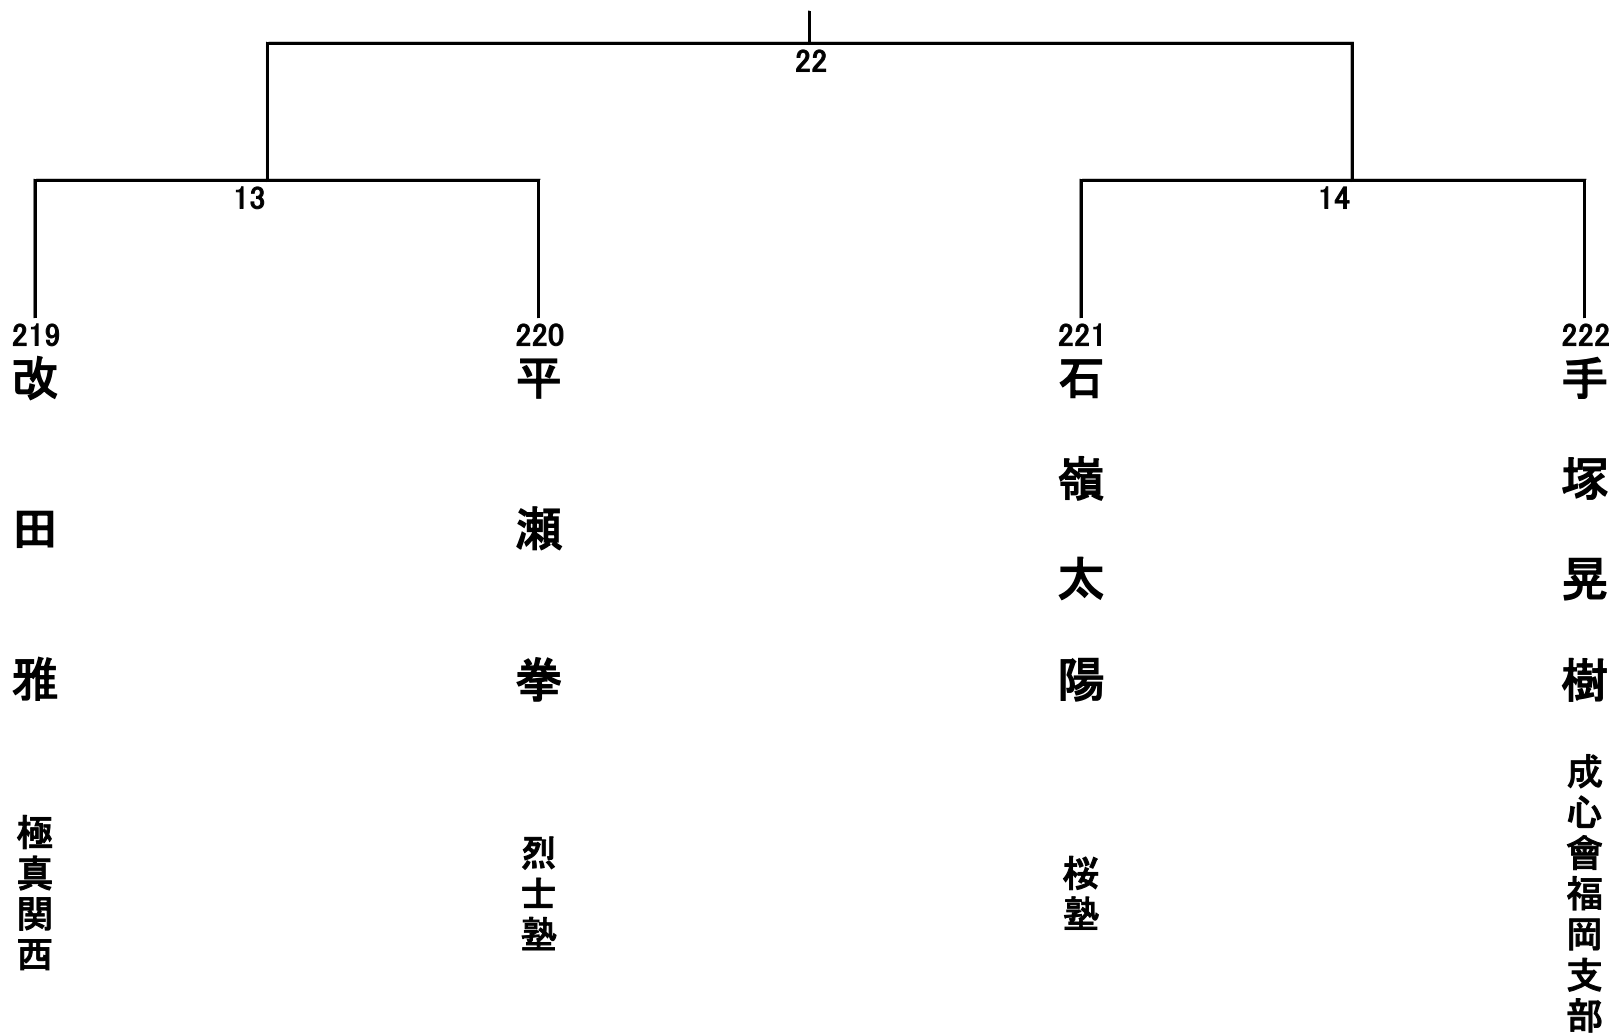 22
13
14
219
改田雅
極真関西
220
平瀬拳
烈士塾
221
石嶺太陽
桜塾
222
手塚晃樹
成心會福岡支部